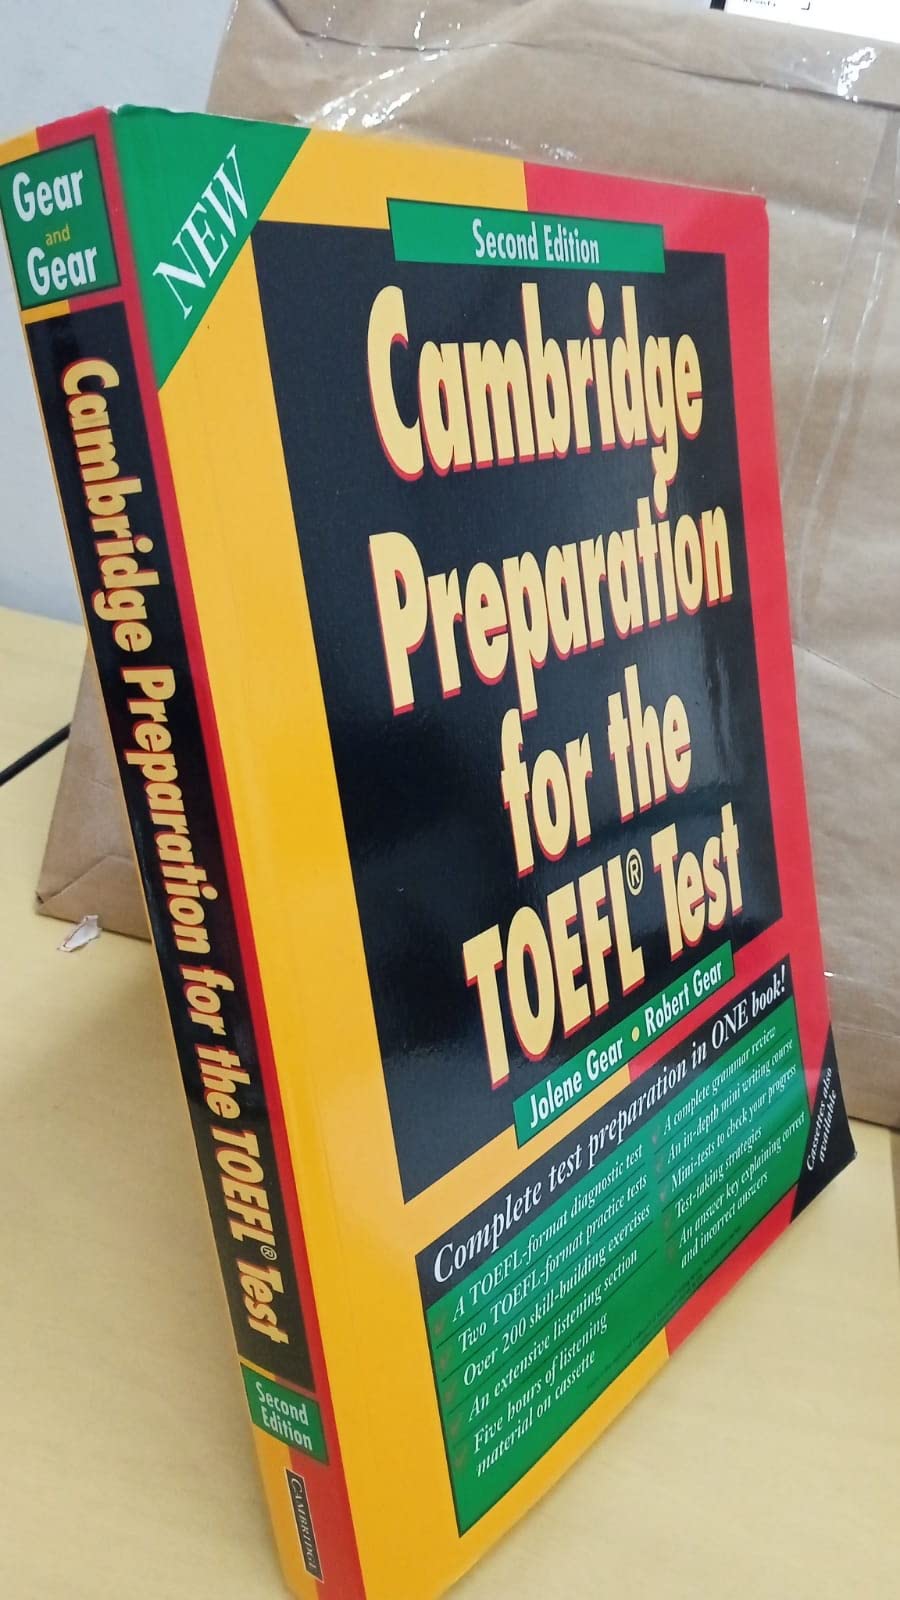 Gear
and
Gear
Cambridge Preparation for the TOEFL® Test
Second
Edition
CAMBRIDGE
NEW
Second Edition
Cambridge
Preparation
for the
TOEFL® Test
Jolene Gear • Robert Gear
Complete test preparation in ONE book!
A TOEFL-format diagnostic test
Two TOEFL-format practice tests
Over 200 skill-building exercises
An extensive listening section
Five hours of listening
material on cassette
A complete grammar review
An in-depth mini writing course
Mini-tests to check your progress
Test-taking strategies
An answer key explaining correct
and incorrect answers
Cassettes also
available